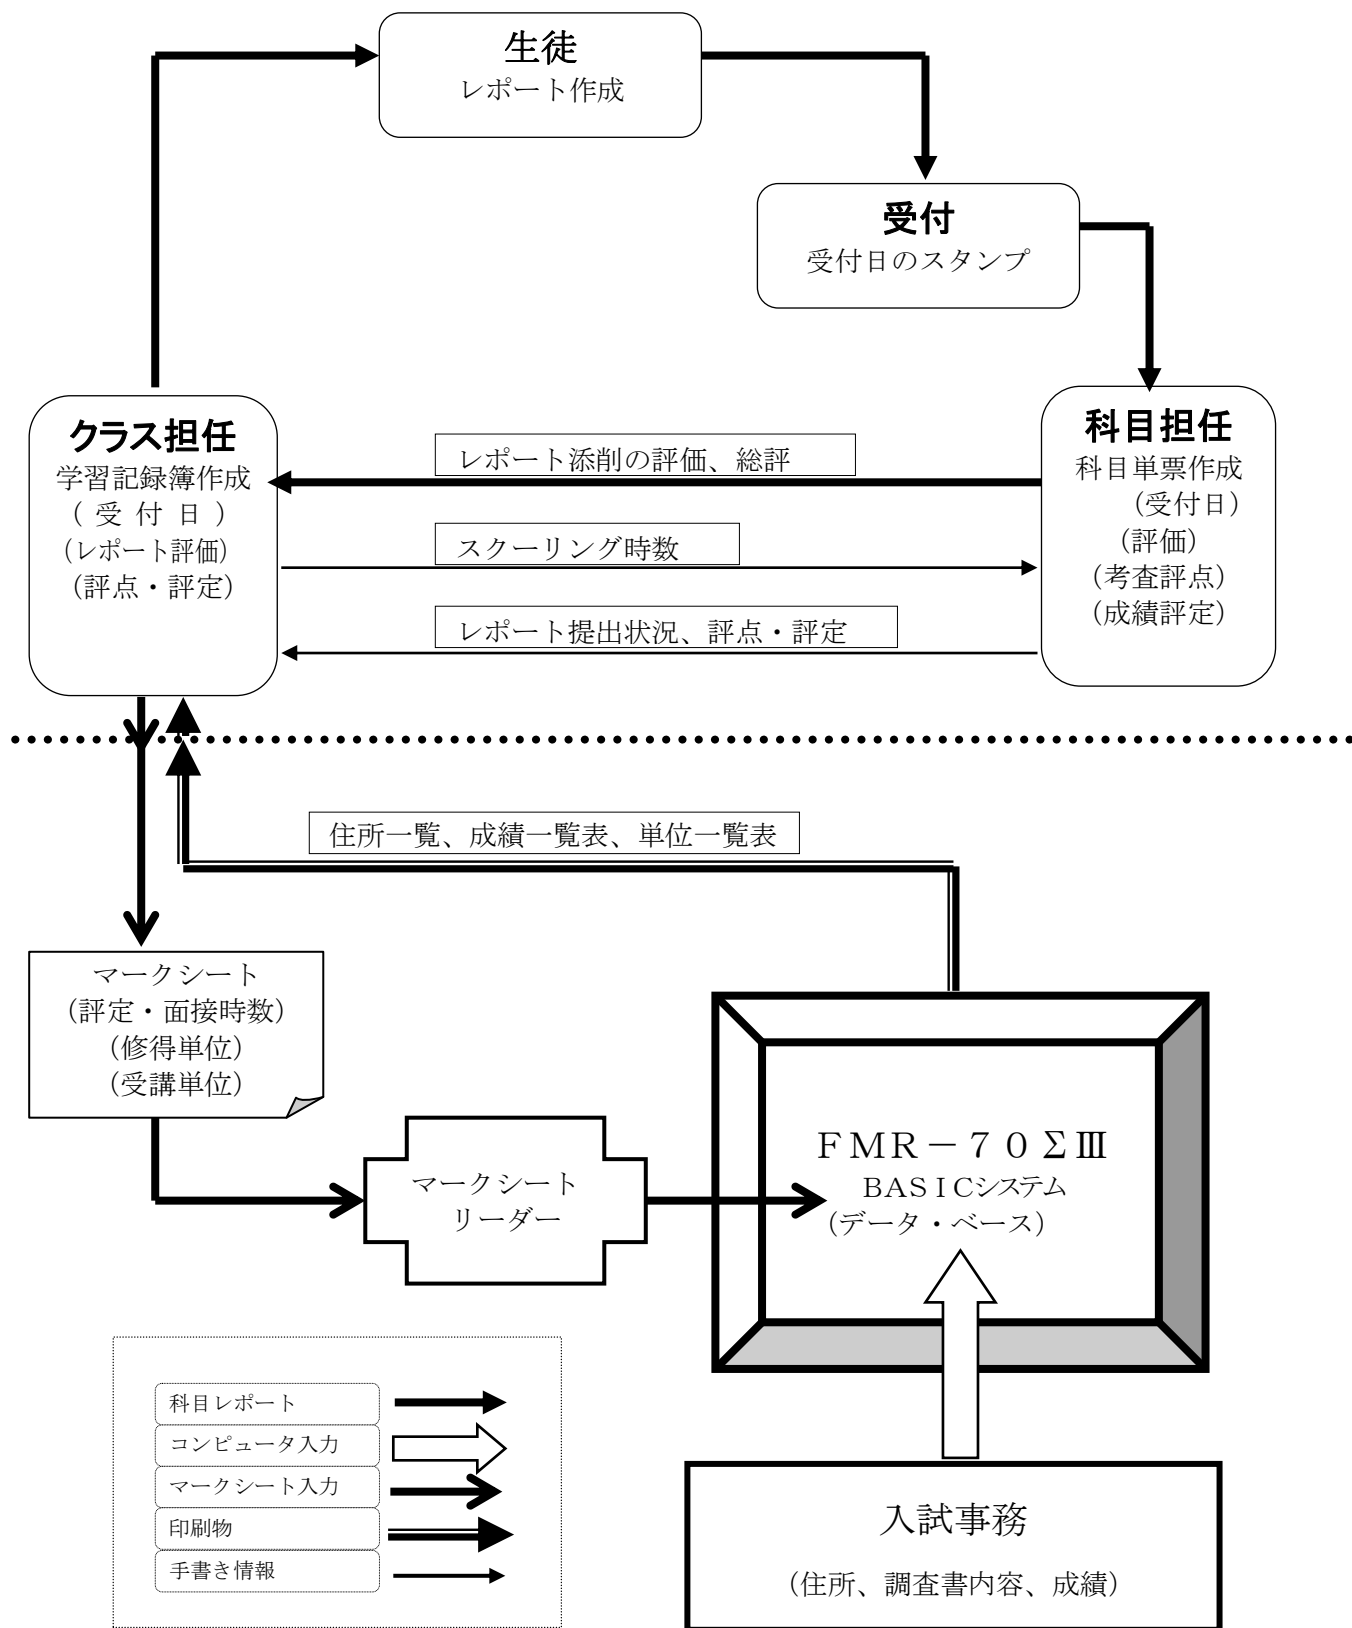 生徒
レポート作成
受付
受付日のスタンプ
クラス担任
学習記録簿作成
（ 受 付 日 ）
（レポート評価）
（評点・評定）
科目担任
科目単票作成
（受付日）
（評価）
（考査評点）
（成績評定）
レポート添削の評価、総評
スクーリング時数
レポート提出状況、評点・評定
住所一覧、成績一覧表、単位一覧表
マークシート
（評定・面接時数）
（修得単位）
（受講単位）
マークシート
リーダー
ＦＭＲ－７０ΣⅢ
ＢＡＳＩＣシステム
（データ・ベース）
科目レポート
コンピュータ入力
マークシート入力
印刷物
手書き情報
入試事務
（住所、調査書内容、成績）